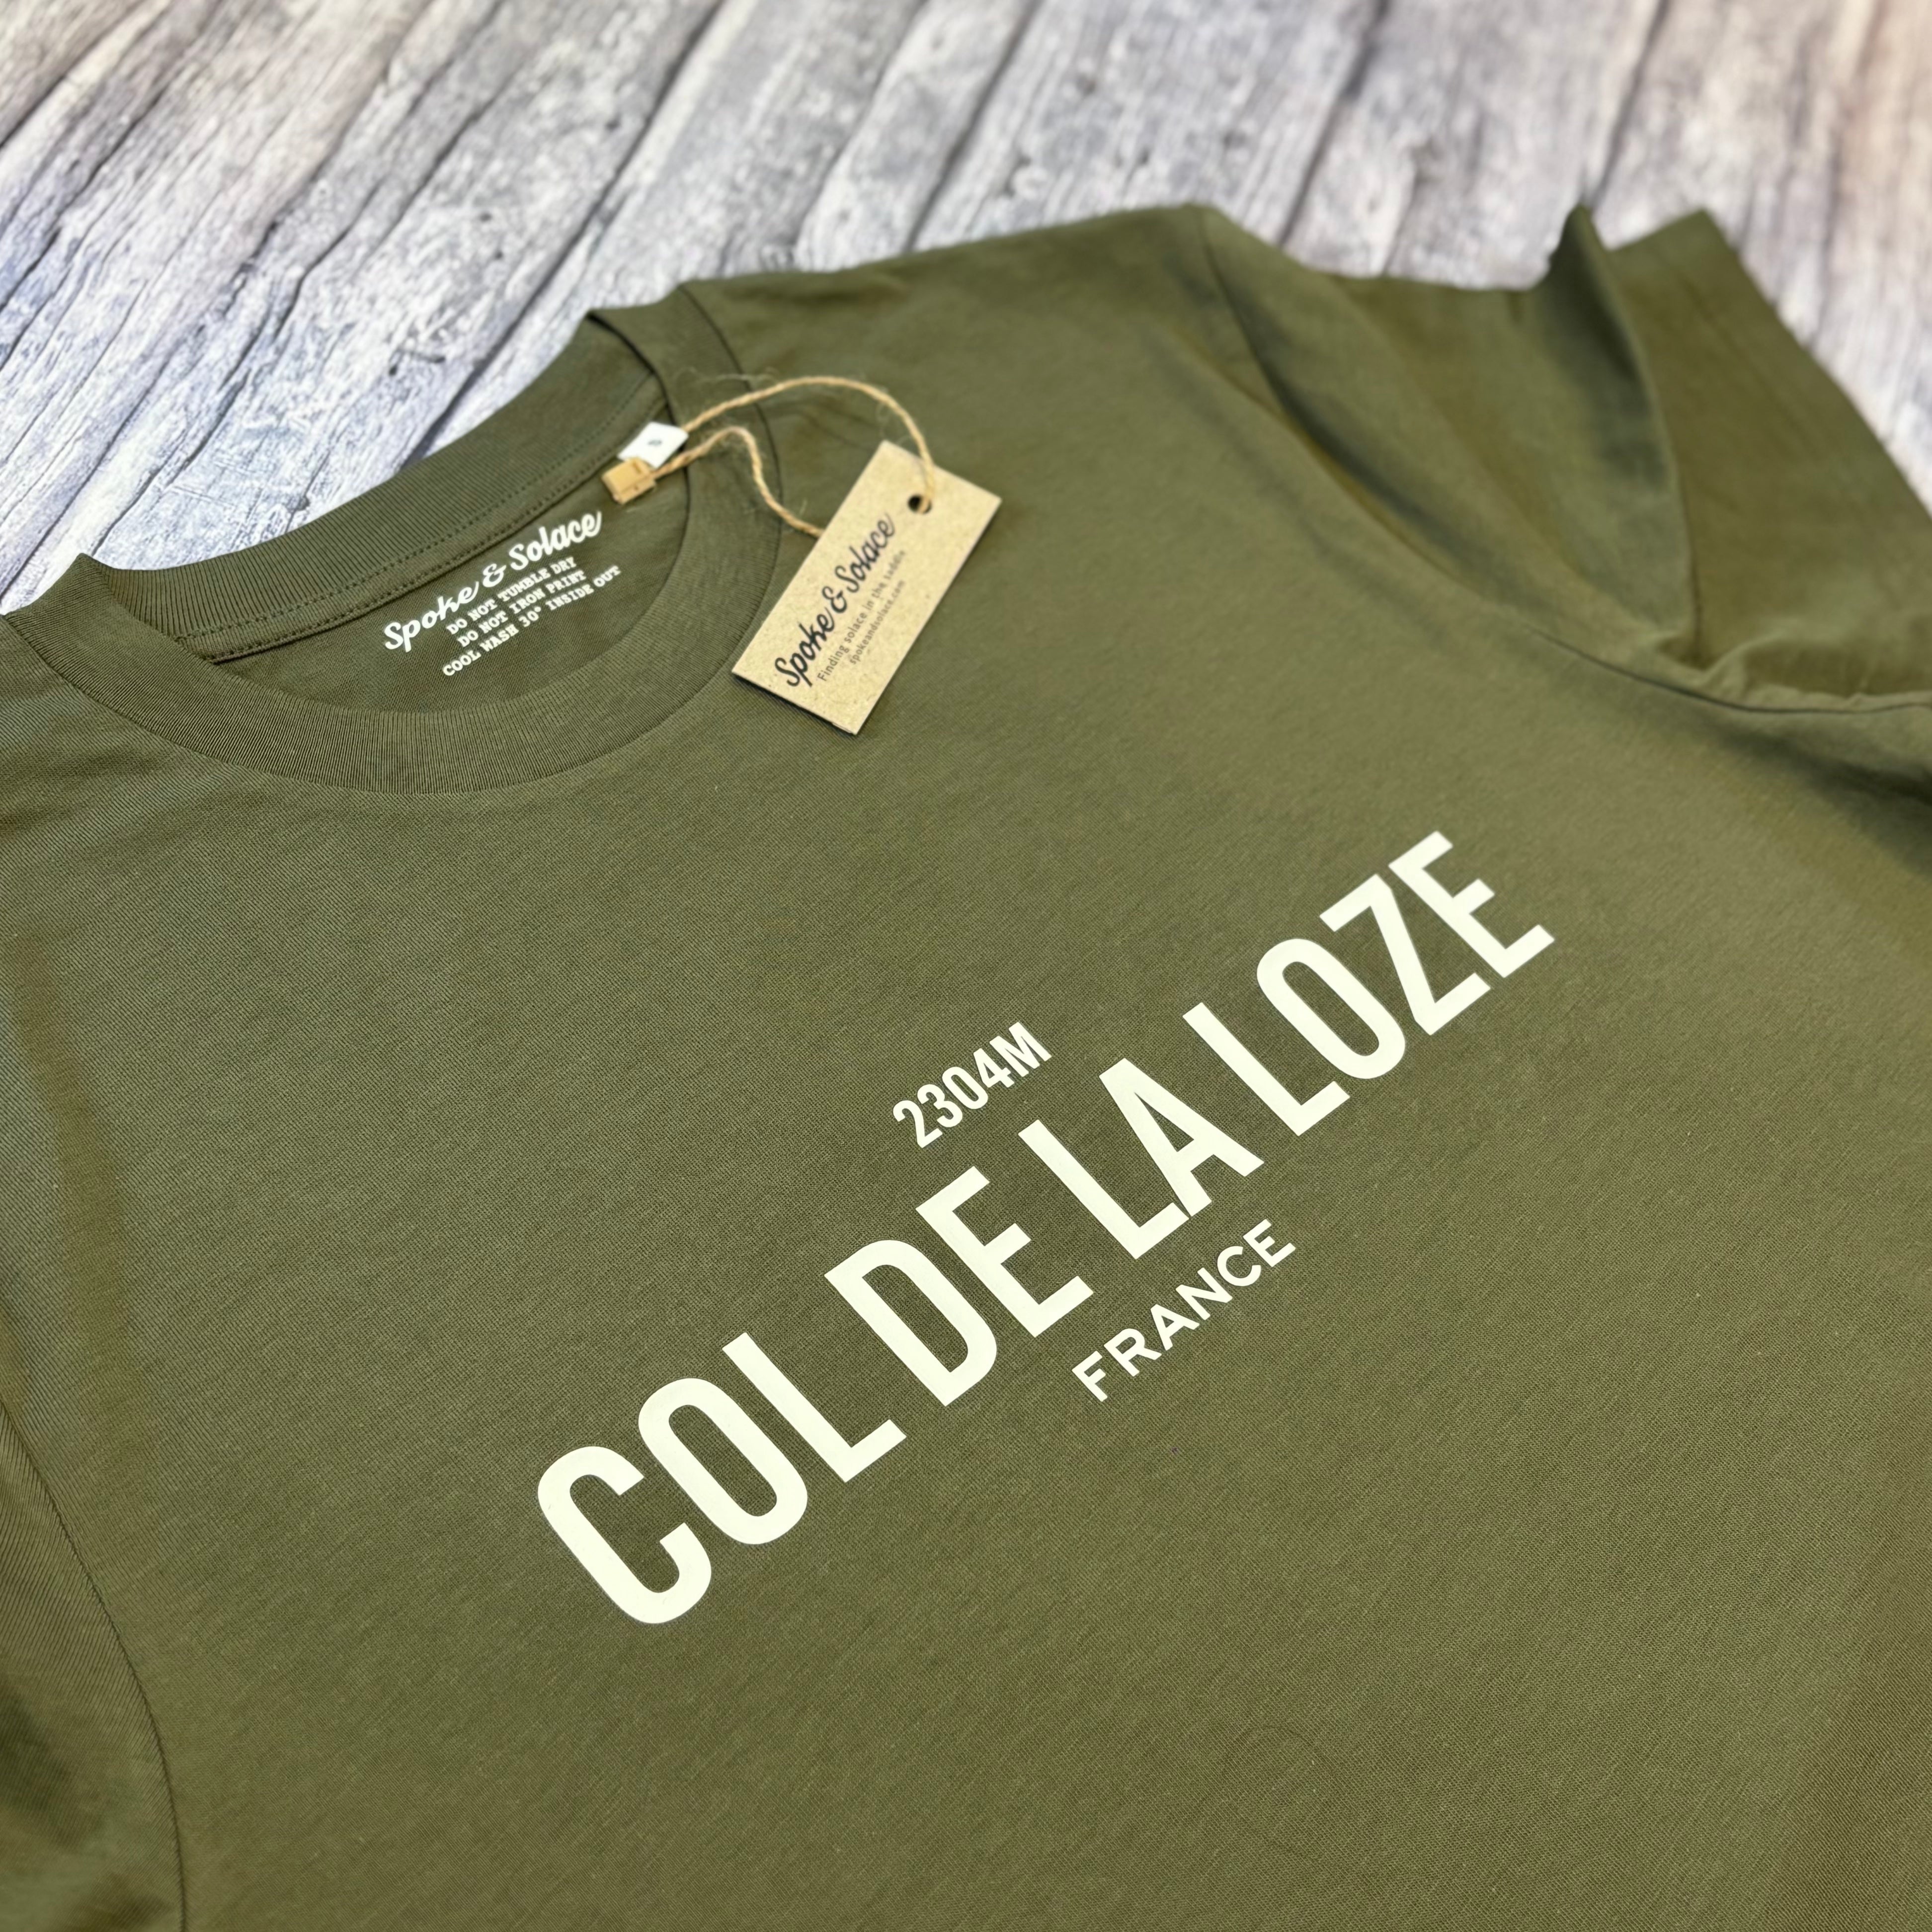 Spoke & Solace
DO NOT TUMBLE DRY
DO NOT IRON PRINT
COOL WASH 30° INSIDE OUT
Spoke & Solace
Finding solace in the saddle
spokeandsolace.com
2304M
COL DE LA LOZE
FRANCE